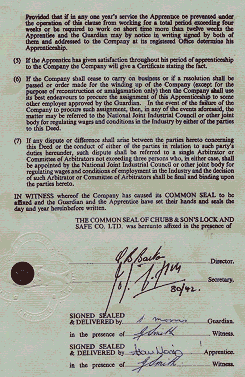 Provided that if in any one year's service the Apprentice be prevented under
the operation of this clause from working for a total period exceeding four
weeks or be required to work on short time more than twelve weeks the
Apprentice and the Guardian may by notice in writing signed by both
of them and addressed to the Company at its registered Office determine his
Apprenticeship.
(5) If the Apprentice has given satisfaction throughout his period of apprenticeship
to the Company the Company will give a Certificate stating the fact.
(6) If the Company shall cease to carry on business or if a resolution shall be
passed or order made for the winding up of the Company (except for the
purpose of reconstruction or amalgamation only) then the Company shall use
its best endeavours to procure the assignment of this Apprenticeship to some
other employer approved by the Guardian. In the event of the failure of the
Company to procure such assignment, then, in any of the events aforesaid, the
matter may be referred to the National Joint Industrial Council or other joint
body for regulating wages and conditions in the Industry by either of the parties
to this Deed.
(7) If any dispute or difference shall arise between the parties hereto concerning
this Deed or the conduct of either of the parties in relation to such party's
duties hereunder, such dispute shall be referred to a single Arbitrator or
Committee of Arbitrators not exceeding three persons who, in either case, shall
be appointed by the National Joint Industrial Council or other joint body for
regulating wages and conditions of employment in the Industry and the decision
of such Arbitrator or Committee of Arbitrators shall be final and binding upon
the parties hereto.
IN WITNESS whereof the Company has caused its COMMON SEAL to be
affixed and the Guardian and the Apprentice have set their hands and seals the
day and year hereinbefore written.
THE COMMON SEAL OF CHUBB & SON'S LOCK AND
SAFE CO. LTD. was hereunto affixed in the presence of
Director.
Secretary.
80/42.
SIGNED SEALED
& DELIVERED by Guardian.
in the presence of Smith Witness
SIGNED SEALED
& DELIVERED by Apprentice.
in the presence of Smith Witness